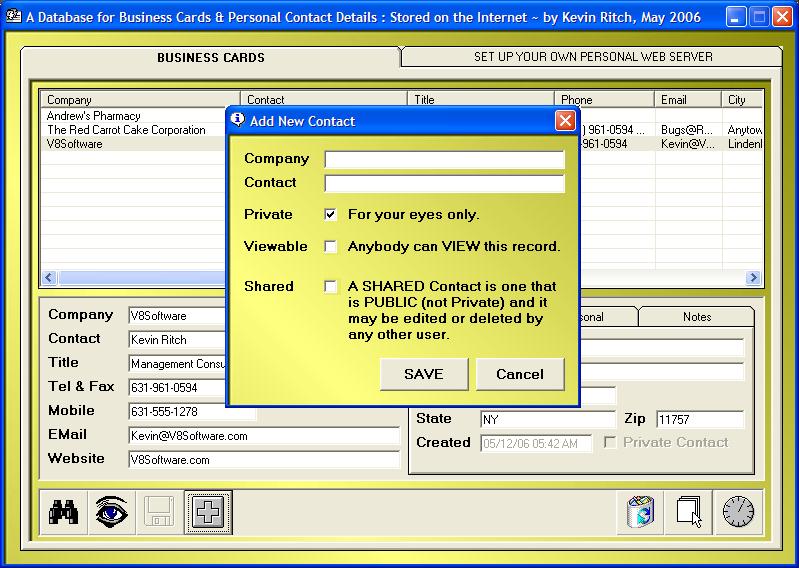 A Database for Business Cards & Personal Contact Details : Stored on the Internet ~ by Kevin Ritch, May 2006
BUSINESS CARDS
SET UP YOUR OWN PERSONAL WEB SERVER
Company Contact Title Phone Email City
Andrew's Pharmacy
The Red Carrot Cake Corporation ) 961-0594 ... Bugs@R... Anytow
V8Software -961-0594 Kevin@V... Lindenl
Add New Contact
Company
Contact
Private For your eyes only.
Viewable Anybody can VIEW this record.
Shared A SHARED Contact is one that
is PUBLIC (not Private) and it
may be edited or deleted by
any other user.
SAVE Cancel
Company V8Software
Contact Kevin Ritch
Title Management Consu
Tel & Fax 631-961-0594
Mobile 631-555-1278
EMail Kevin@V8Software.com
Website V8Software.com
sonal Notes
State NY Zip 11757
Created 05/12/06 05:42 AM Private Contact